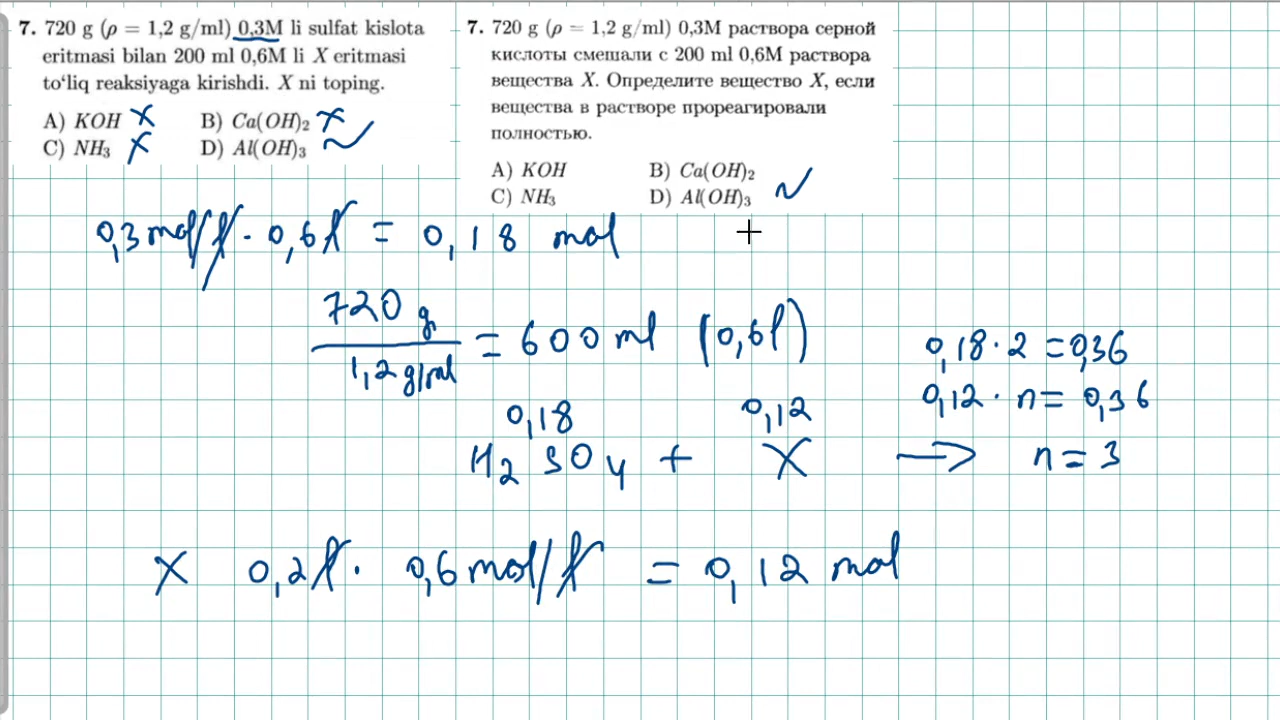 7. 720 g (ρ = 1,2 g/ml) 0,3M li sulfat kislota
eritmasi bilan 200 ml 0,6M li X eritmasi
to‘liq reaksiyaga kirishdi. X ni toping.
A) KOH X B) Ca(OH)₂ X
C) NH₃ X D) Al(OH)₃
7. 720 g (ρ = 1,2 g/ml) 0,3М раствора серной
кислоты смешали с 200 ml 0,6М раствора
вещества X. Определите вещество X, если
вещества в растворе прореагировали
полностью.
A) KOH B) Ca(OH)₂
C) NH₃ D) Al(OH)₃
0,3 mol/l · 0,6 l = 0,18 mol
720 g
1,2 g/ml
= 600 ml (0,6 l)
0,18 · 2 = 0,36
0,12 · n = 0,36
n = 3
0,18 0,12
H₂SO₄ + X →
X 0,2 l · 0,6 mol/l = 0,12 mol